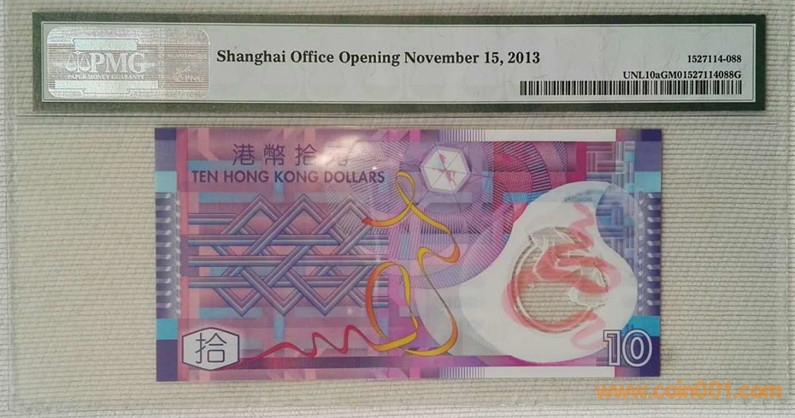 PMG
PAPER MONEY GUARANTY
Shanghai Office Opening November 15, 2013
1527114-088
UNL10aGM01527114088G
港幣拾元
TEN HONG KONG DOLLARS
拾
10
www.coin001.com